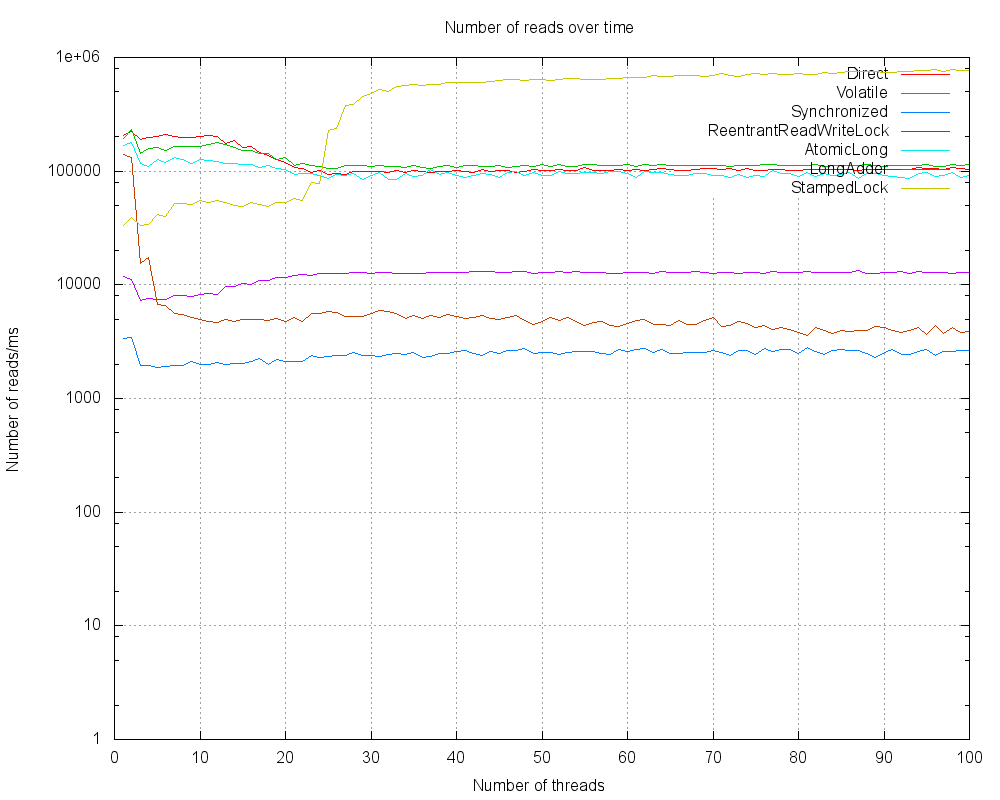 Number of reads over time
1e+06
100000
10000
1000
100
10
1
Number of reads/ms
Direct
Volatile
Synchronized
ReentrantReadWriteLock
AtomicLong
LongAdder
StampedLock
0 10 20 30 40 50 60 70 80 90 100
Number of threads